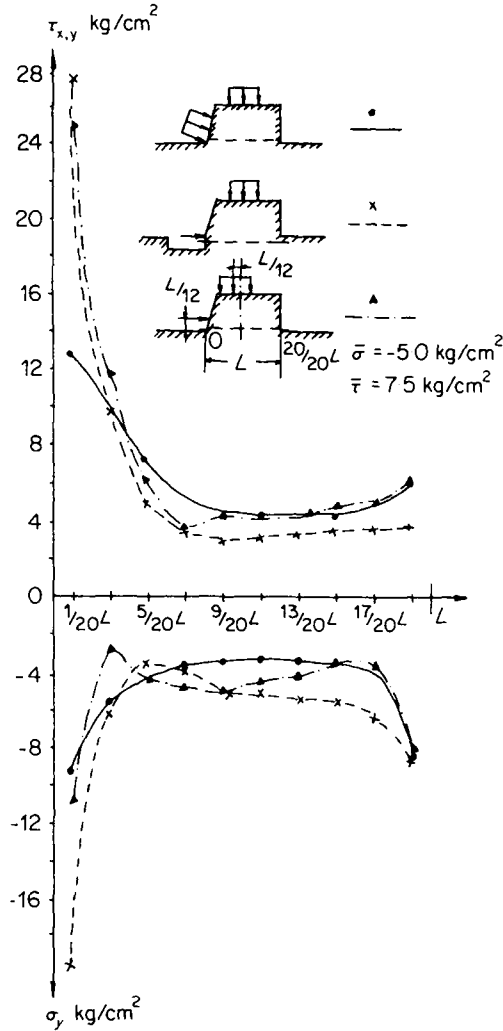 τx,y kg/cm²
28
24
20
16
12
8
4
0
-4
-8
-12
-16
L/12
L/12
0
20/20L
L
σ̄ = -5.0 kg/cm²
τ̄ = 7.5 kg/cm²
1/20L
5/20L
9/20L
13/20L
17/20L
L
σy kg/cm²